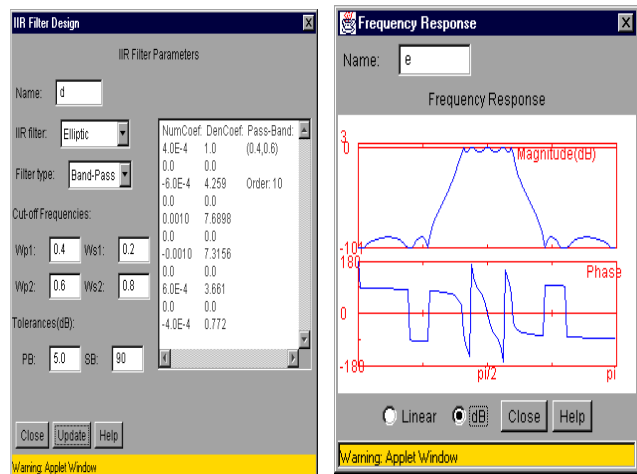 IIR Filter Design
IIR Filter Parameters
Name: d
IIR filter: Elliptic
Filter type: Band-Pass
Cut-off Frequencies:
Wp1: 0.4 Ws1: 0.2
Wp2: 0.6 Ws2: 0.8
Tolerances(dB):
PB: 5.0 SB: 90
NumCoef: DenCoef: Pass-Band:
4.0E-4 1.0 (0.4,0.6)
0.0 0.0
-6.0E-4 4.259 Order: 10
0.0 0.0
0.0010 7.6898
0.0 0.0
-0.0010 7.3156
0.0 0.0
6.0E-4 3.661
0.0 0.0
-4.0E-4 0.772
Close Update Help
Warning: Applet Window
Frequency Response
Name: e
Frequency Response
3
0
Magnitude(dB)
-101
180
Phase
0
-180
pi/2
pi
Linear dB Close Help
Warning: Applet Window